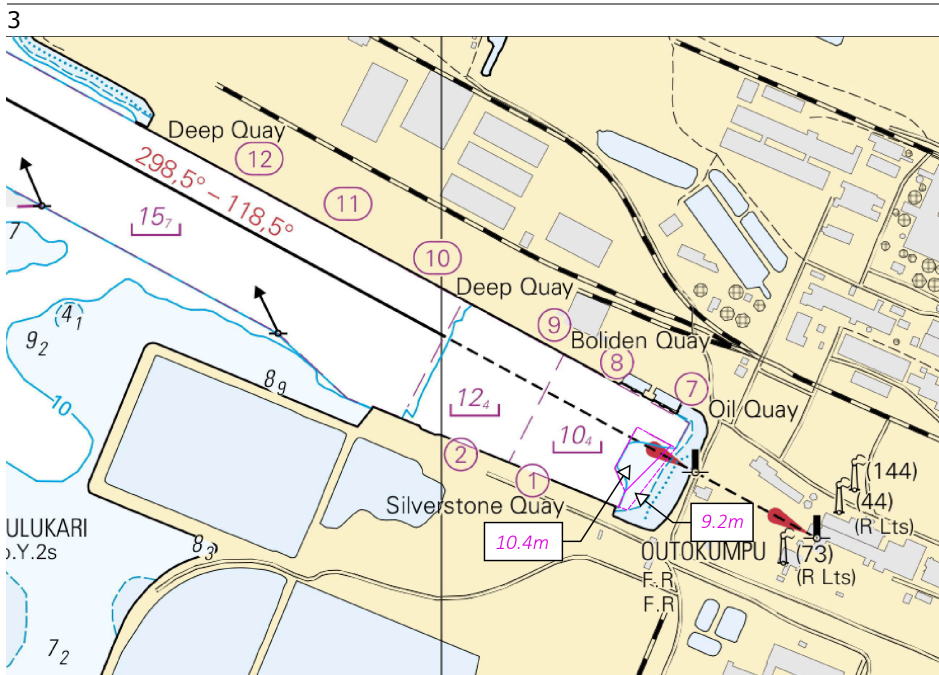 3
Deep Quay
12
298,5° – 118,5°
11
15₇
7
10
Deep Quay
4₁
9₂
9
Boliden Quay
8
8₉
7
Oil Quay
10
12₄
10₄
2
1
(144)
Silverstone Quay
(44)
(R Lts)
ULUKARI
o.Y.2s
8₃
10.4m
9.2m
OUTOKUMPU
F.R
F.R
(73)
(R Lts)
7₂